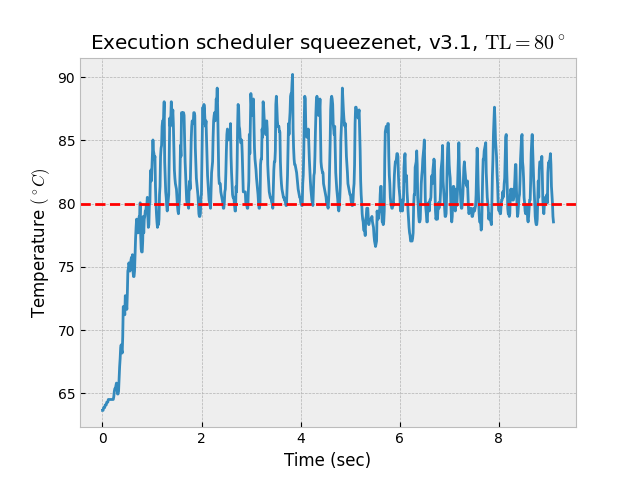 Execution scheduler squeezenet, v3.1, TL = 80°
90
85
80
75
70
65
Temperature (°C)
0 2 4 6 8
Time (sec)